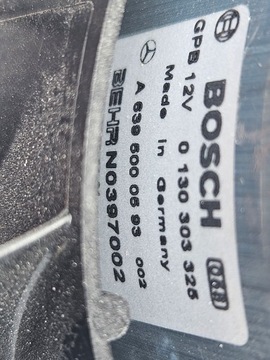 BOSCH
GPB 12V 0 130 303 325
Made in Germany
A 639 500 06 93 002
BEHR N0397002